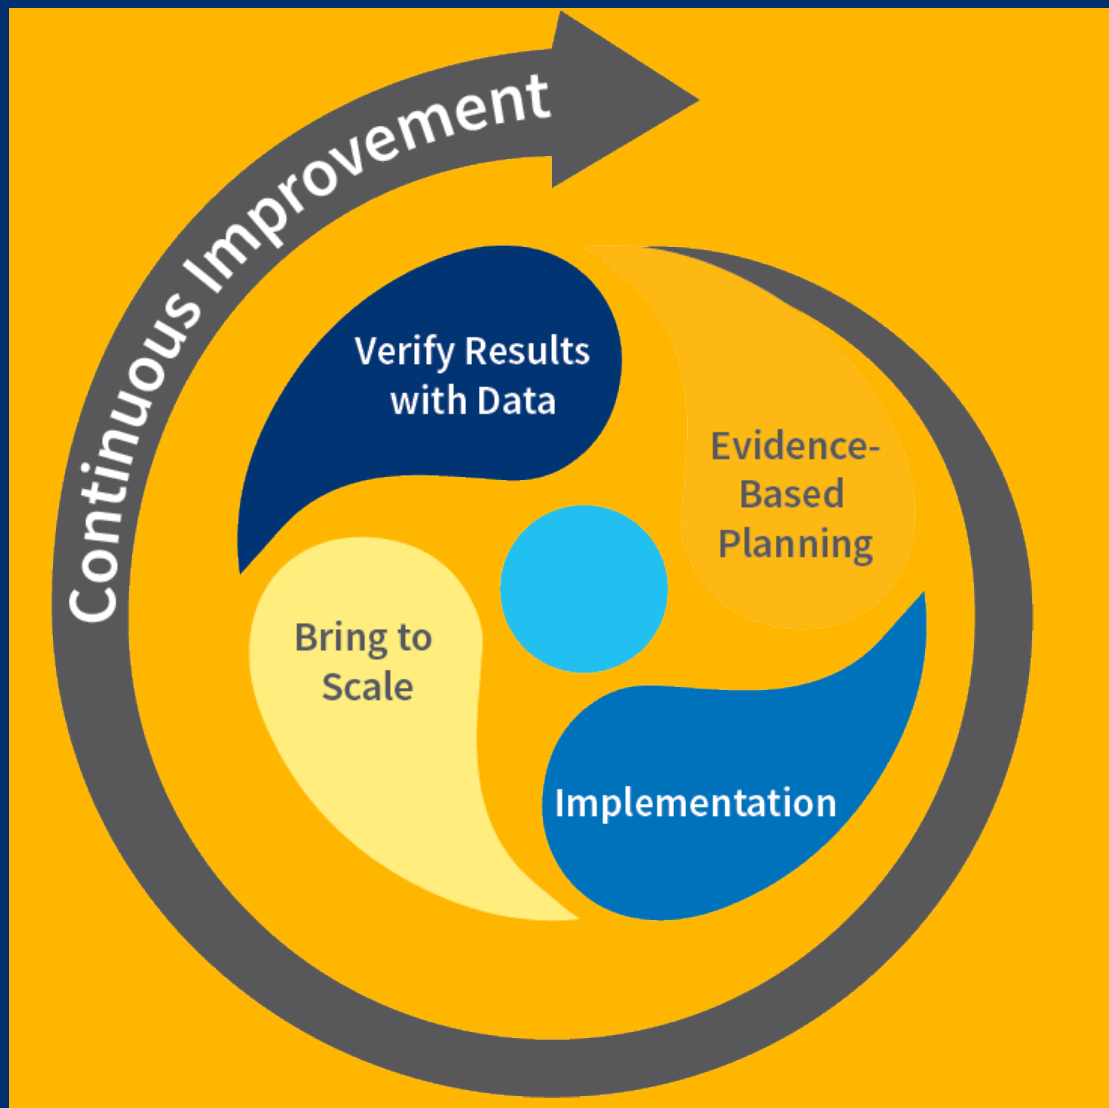 Continuous Improvement
Verify Results
with Data
Evidence-
Based
Planning
Bring to
Scale
Implementation